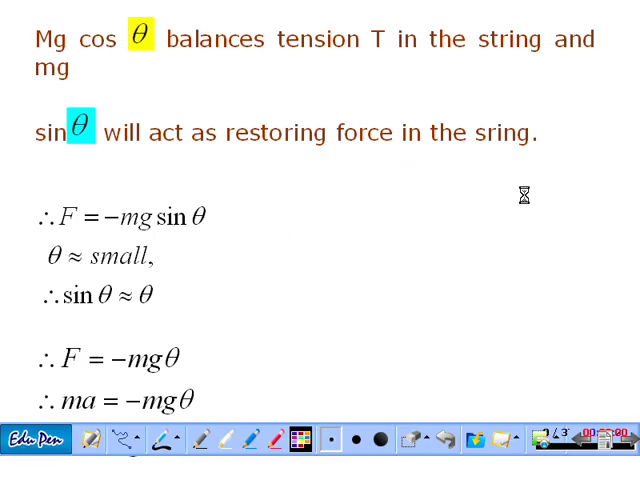 Mg cos θ balances tension T in the string and
mg
sinθ will act as restoring force in the sring.
∴ F = −mg sin θ
θ ≈ small,
∴ sin θ ≈ θ
∴ F = −mgθ
∴ ma = −mgθ
Edu Pen